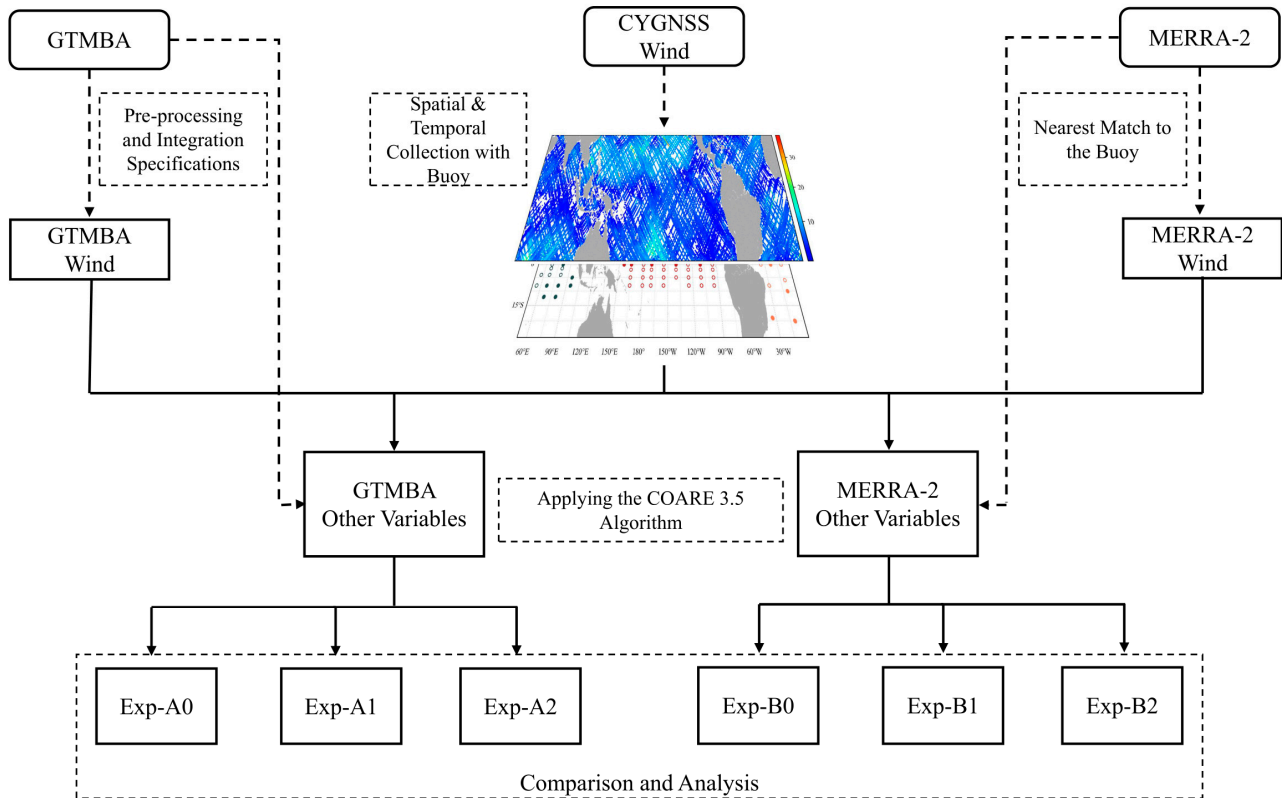 GTMBA
CYGNSS
Wind
MERRA-2
Pre-processing
and Integration
Specifications
Spatial &
Temporal
Collection with
Buoy
Nearest Match to
the Buoy
30
20
10
GTMBA
Wind
MERRA-2
Wind
15°S
60°E 90°E 120°E 150°E 180° 150°W 120°W 90°W 60°W 30°W
GTMBA
Other Variables
Applying the COARE 3.5
Algorithm
MERRA-2
Other Variables
Exp-A0 Exp-A1 Exp-A2 Exp-B0 Exp-B1 Exp-B2
Comparison and Analysis